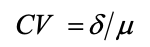 CV = δ/μ